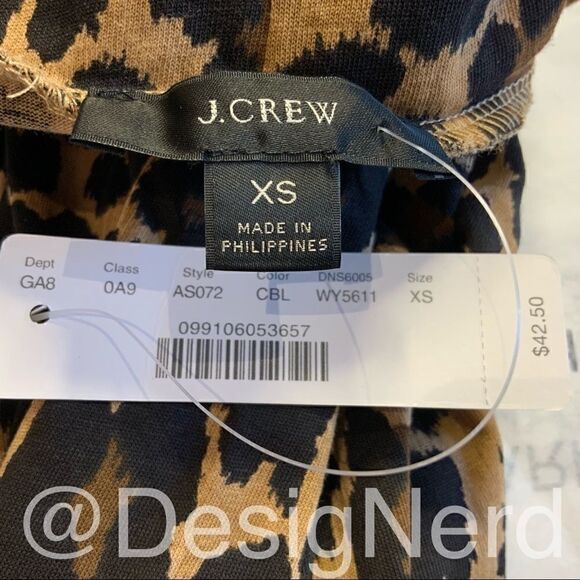 J.CREW
XS
MADE IN
PHILIPPINES
Dept Class Style Color DNS6005 Size
GA8 0A9 AS072 CBL WY5611 XS
099106053657
$42.50
@DesigNerd